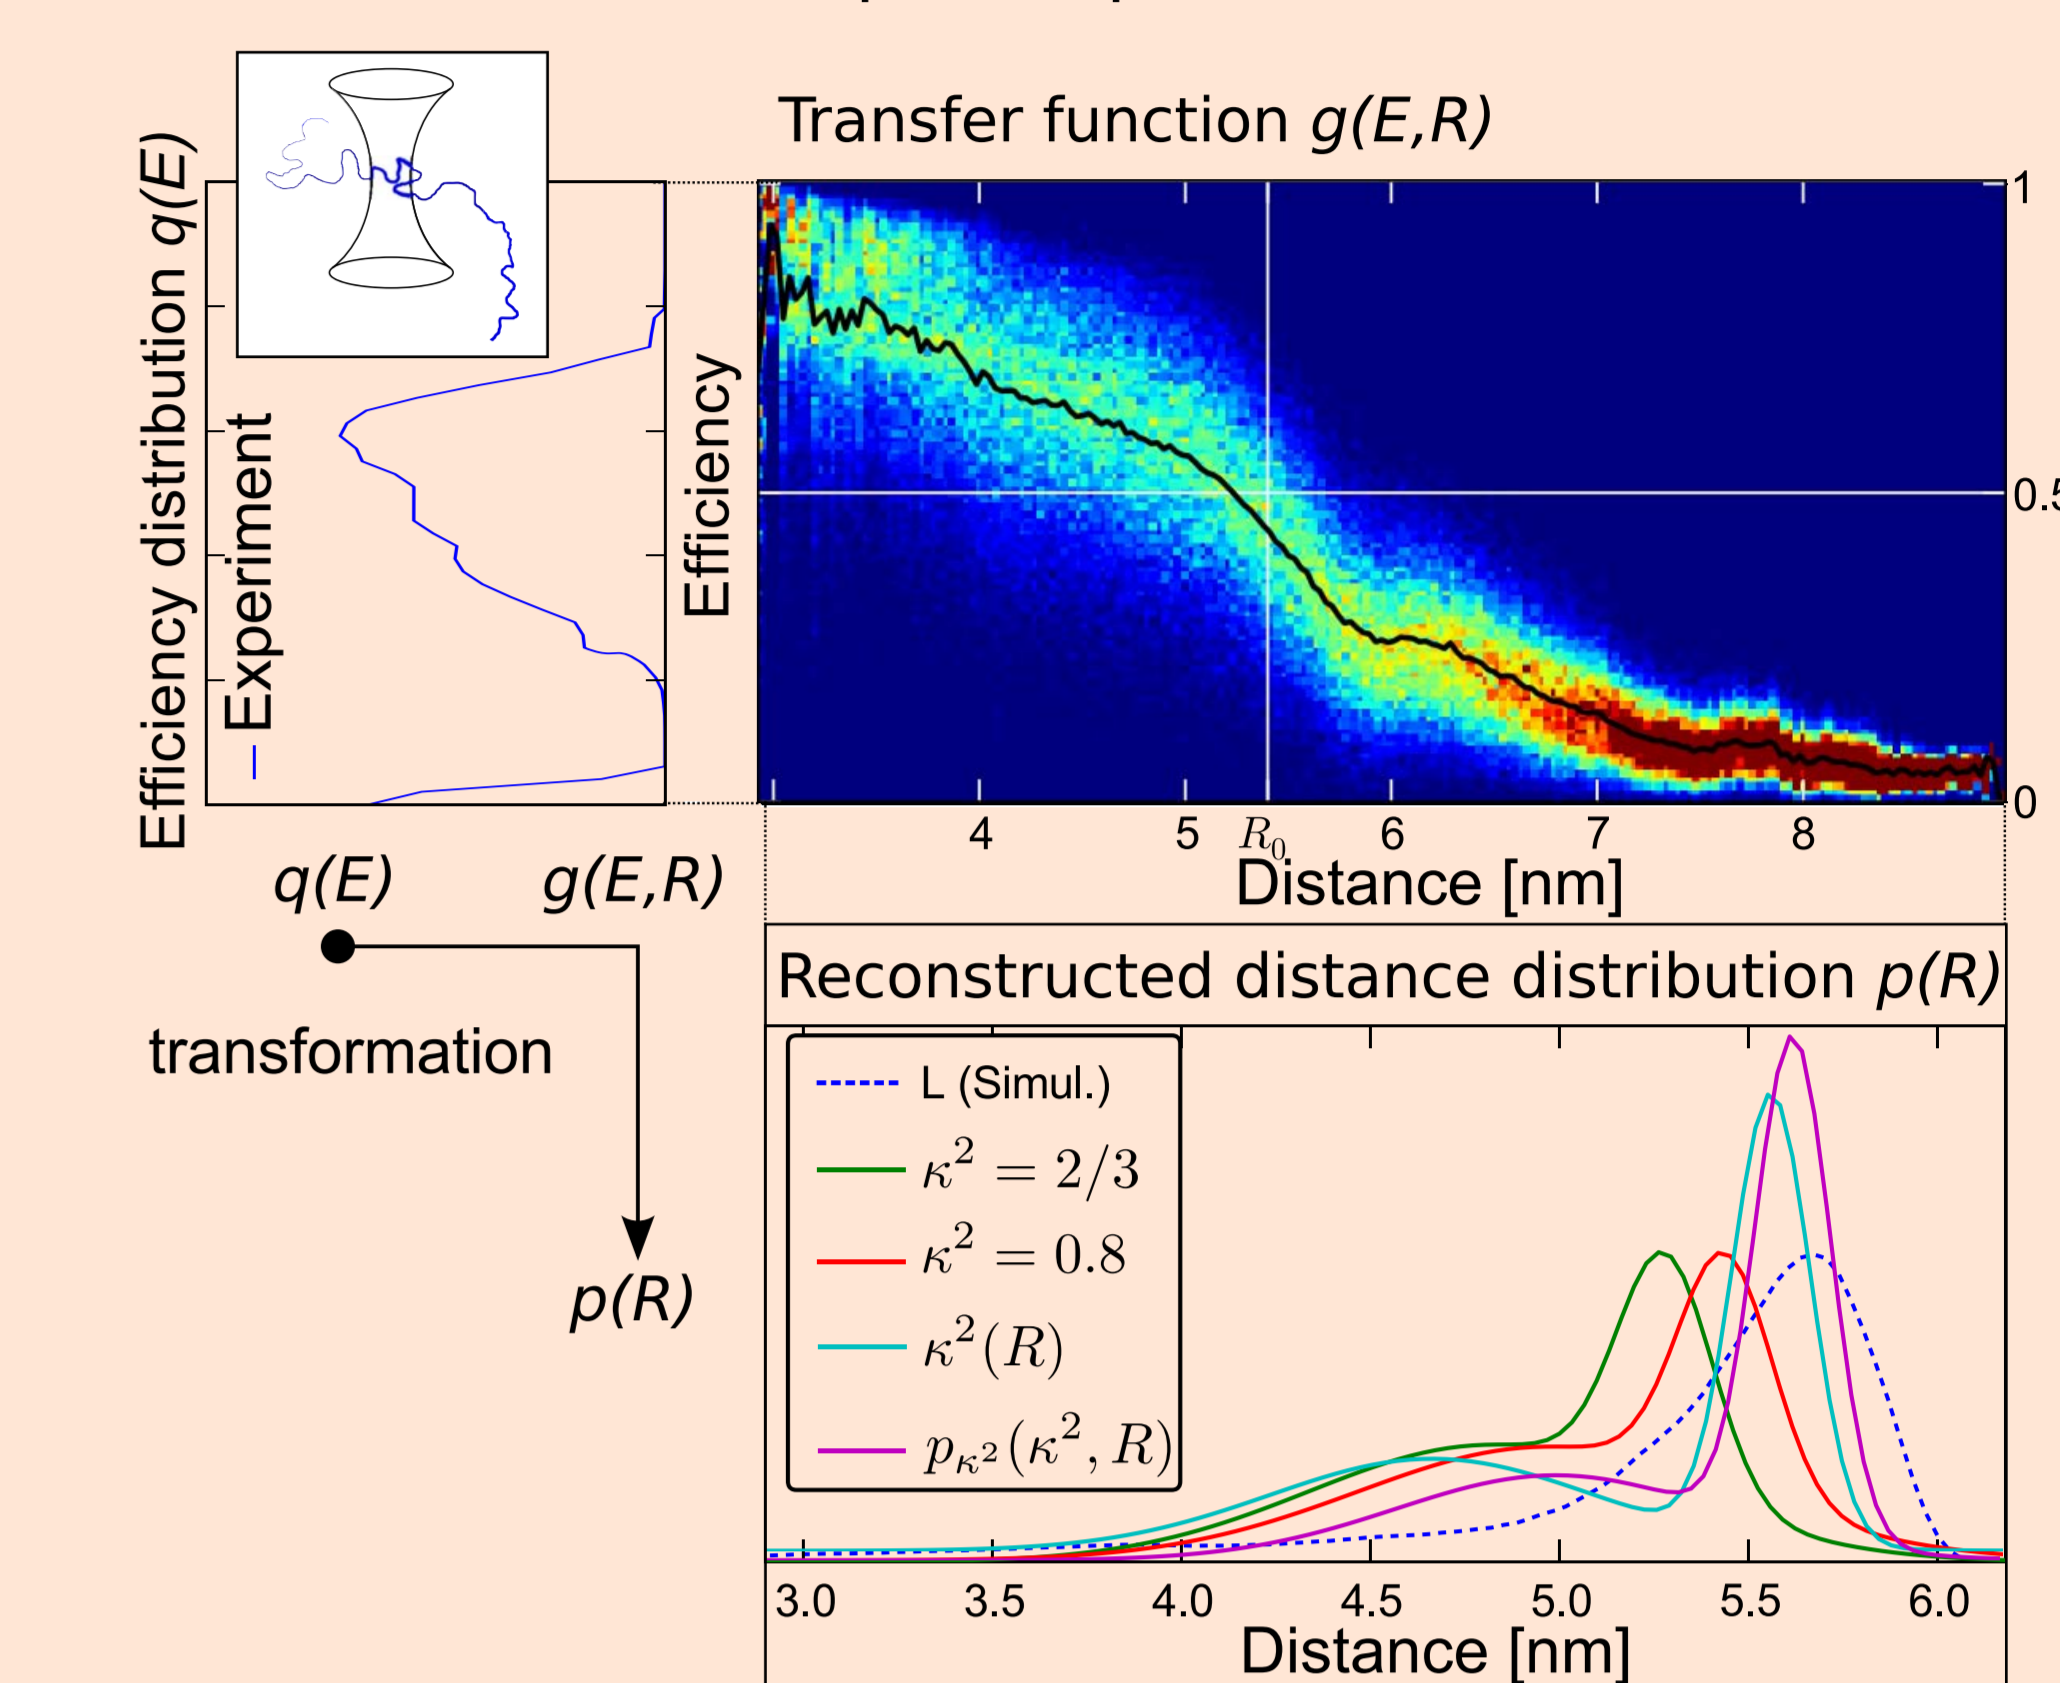 Transfer function g(E,R)
Efficiency distribution q(E)
Experiment
Efficiency
1
0.5
0
4 5 R₀ 6 7 8
Distance [nm]
q(E) g(E,R)
transformation
p(R)
Reconstructed distance distribution p(R)
L (Simul.)
κ² = 2/3
κ² = 0.8
κ²(R)
p_κ²(κ², R)
3.0 3.5 4.0 4.5 5.0 5.5 6.0
Distance [nm]